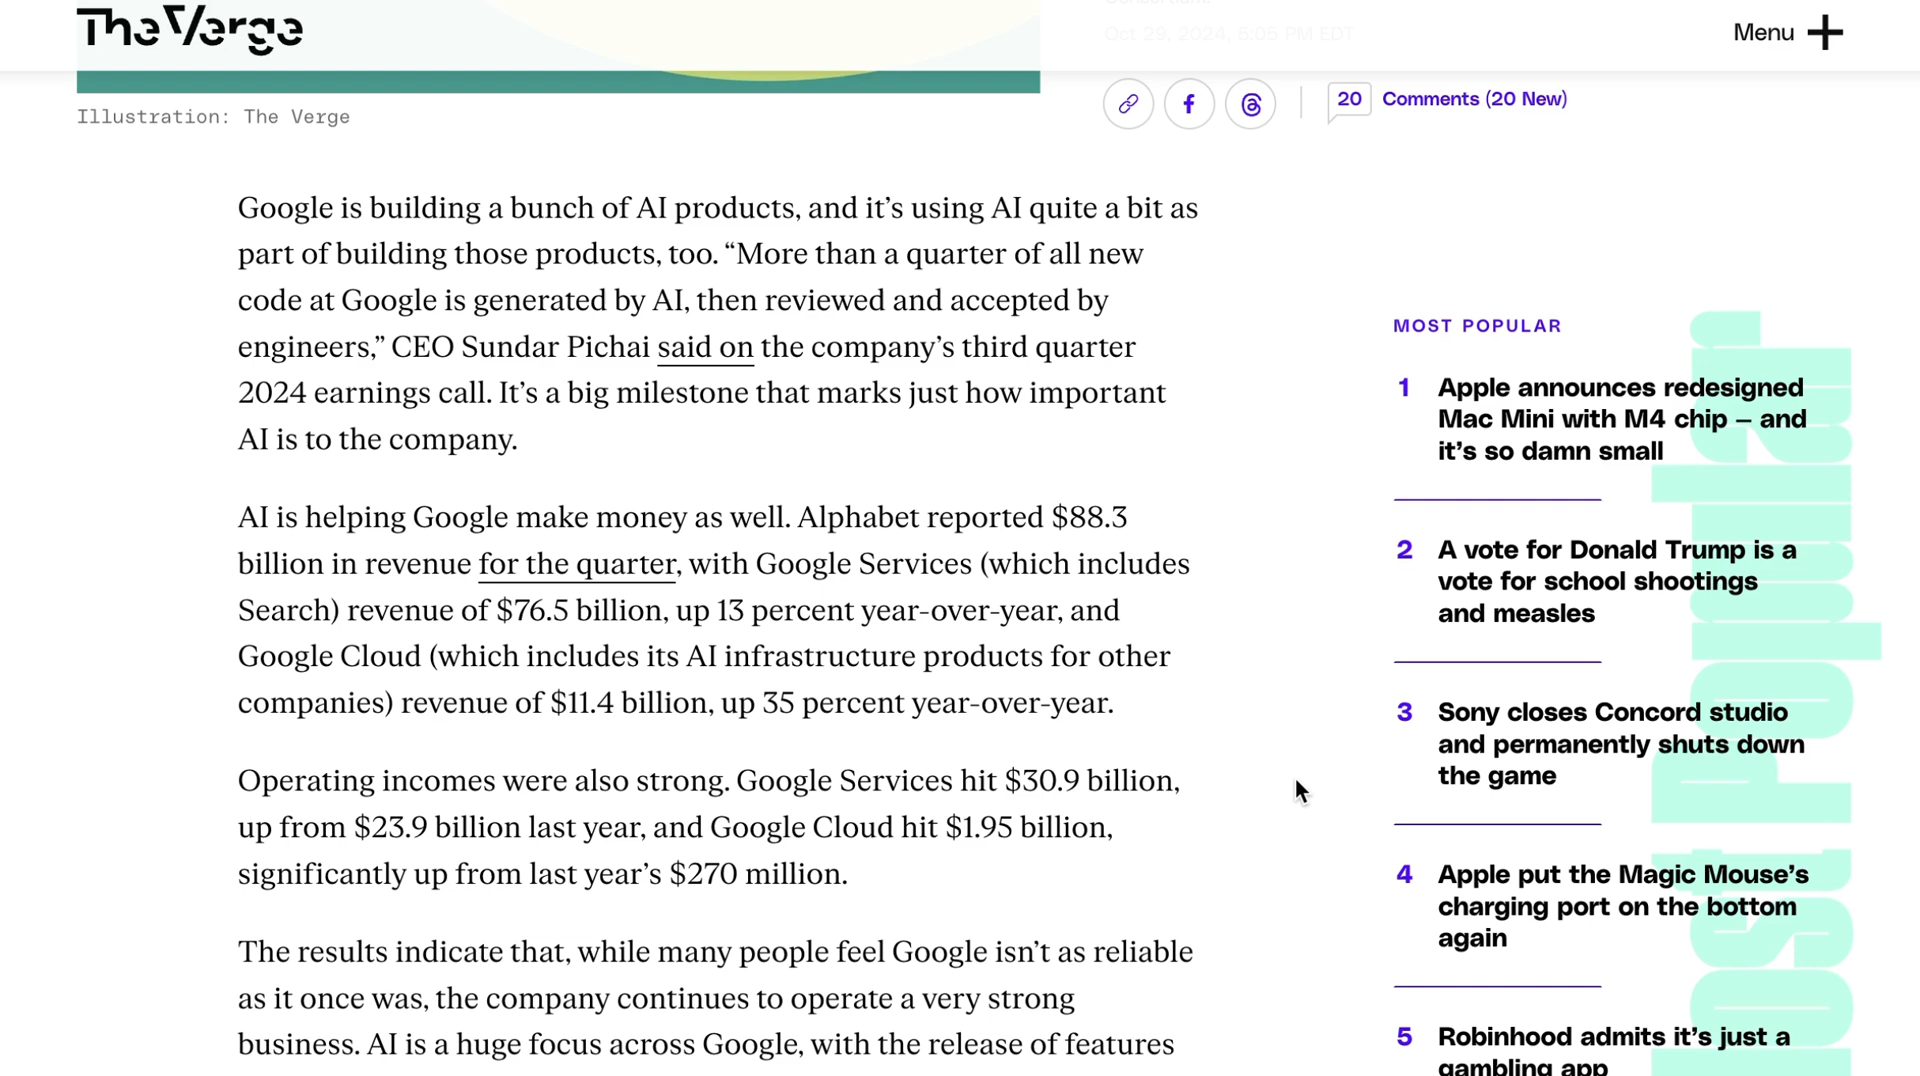 The Verge
Menu
Oct 29, 2024, 5:05 PM EDT
20 Comments (20 New)
Illustration: The Verge
Google is building a bunch of AI products, and it’s using AI quite a bit as
part of building those products, too. “More than a quarter of all new
code at Google is generated by AI, then reviewed and accepted by
engineers,” CEO Sundar Pichai said on the company’s third quarter
2024 earnings call. It’s a big milestone that marks just how important
AI is to the company.
AI is helping Google make money as well. Alphabet reported $88.3
billion in revenue for the quarter, with Google Services (which includes
Search) revenue of $76.5 billion, up 13 percent year-over-year, and
Google Cloud (which includes its AI infrastructure products for other
companies) revenue of $11.4 billion, up 35 percent year-over-year.
Operating incomes were also strong. Google Services hit $30.9 billion,
up from $23.9 billion last year, and Google Cloud hit $1.95 billion,
significantly up from last year’s $270 million.
The results indicate that, while many people feel Google isn’t as reliable
as it once was, the company continues to operate a very strong
business. AI is a huge focus across Google, with the release of features
MOST POPULAR
1 Apple announces redesigned
Mac Mini with M4 chip – and
it’s so damn small
2 A vote for Donald Trump is a
vote for school shootings
and measles
3 Sony closes Concord studio
and permanently shuts down
the game
4 Apple put the Magic Mouse’s
charging port on the bottom
again
5 Robinhood admits it’s just a
gambling app
Popular